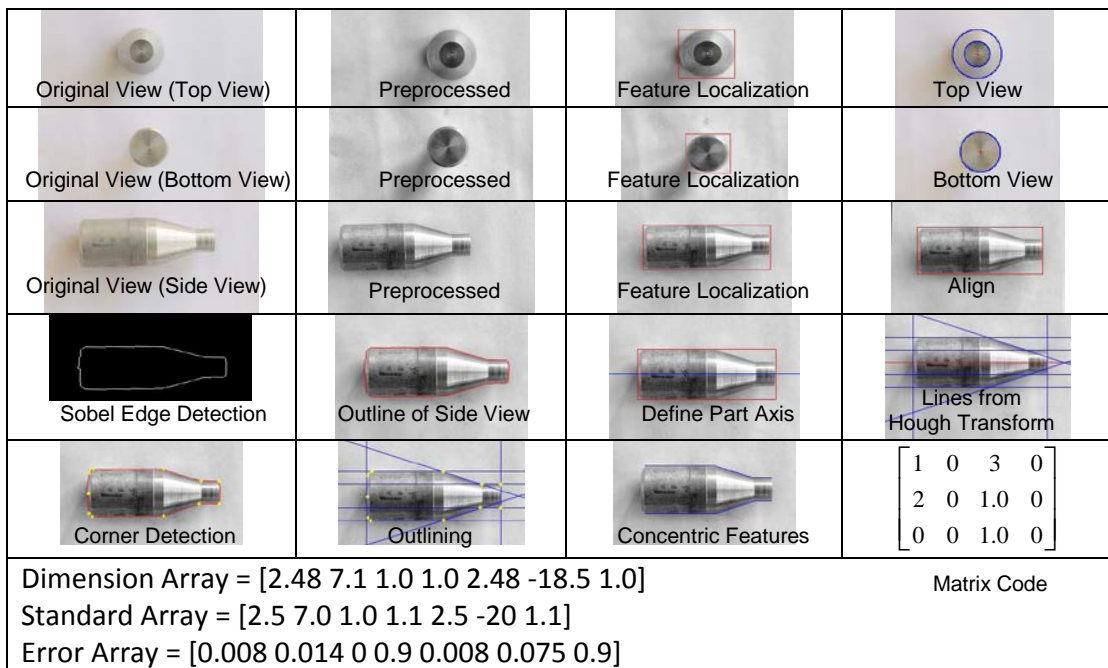 Original View (Top View)
Preprocessed
Feature Localization
Top View
Original View (Bottom View)
Preprocessed
Feature Localization
Bottom View
Original View (Side View)
Preprocessed
Feature Localization
Align
Sobel Edge Detection
Outline of Side View
Define Part Axis
Lines from
Hough Transform
Corner Detection
Outlining
Concentric Features
1 0 3 0
2 0 1.0 0
0 0 1.0 0
Matrix Code
Dimension Array = [2.48 7.1 1.0 1.0 2.48 -18.5 1.0]
Standard Array = [2.5 7.0 1.0 1.1 2.5 -20 1.1]
Error Array = [0.008 0.014 0 0.9 0.008 0.075 0.9]